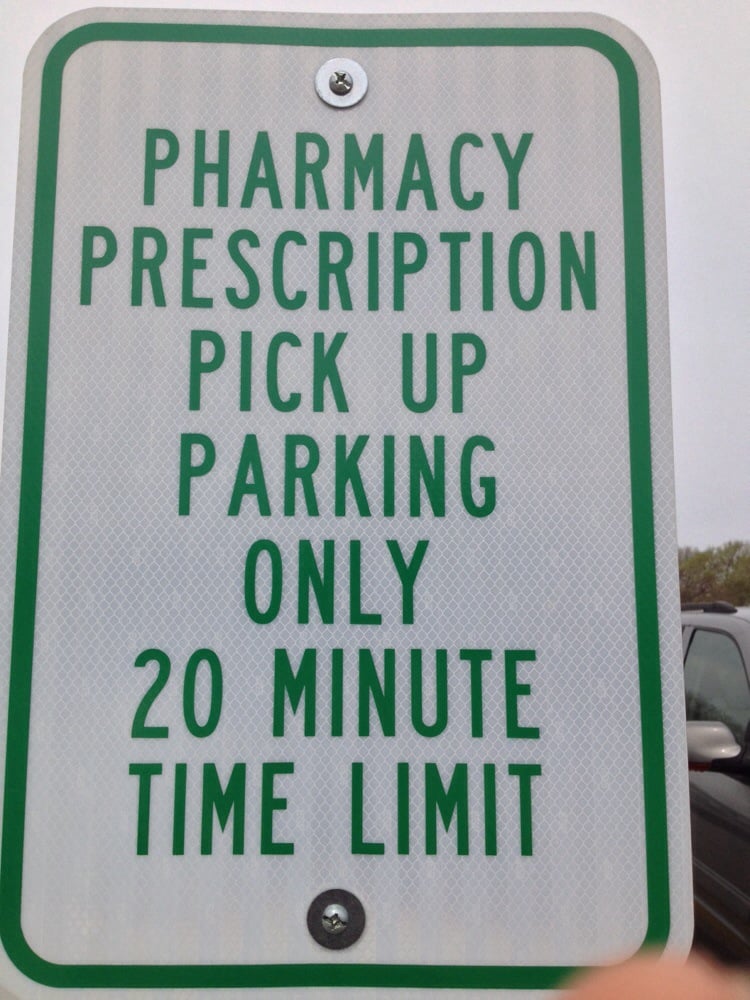 PHARMACY
PRESCRIPTION
PICK UP
PARKING
ONLY
20 MINUTE
TIME LIMIT